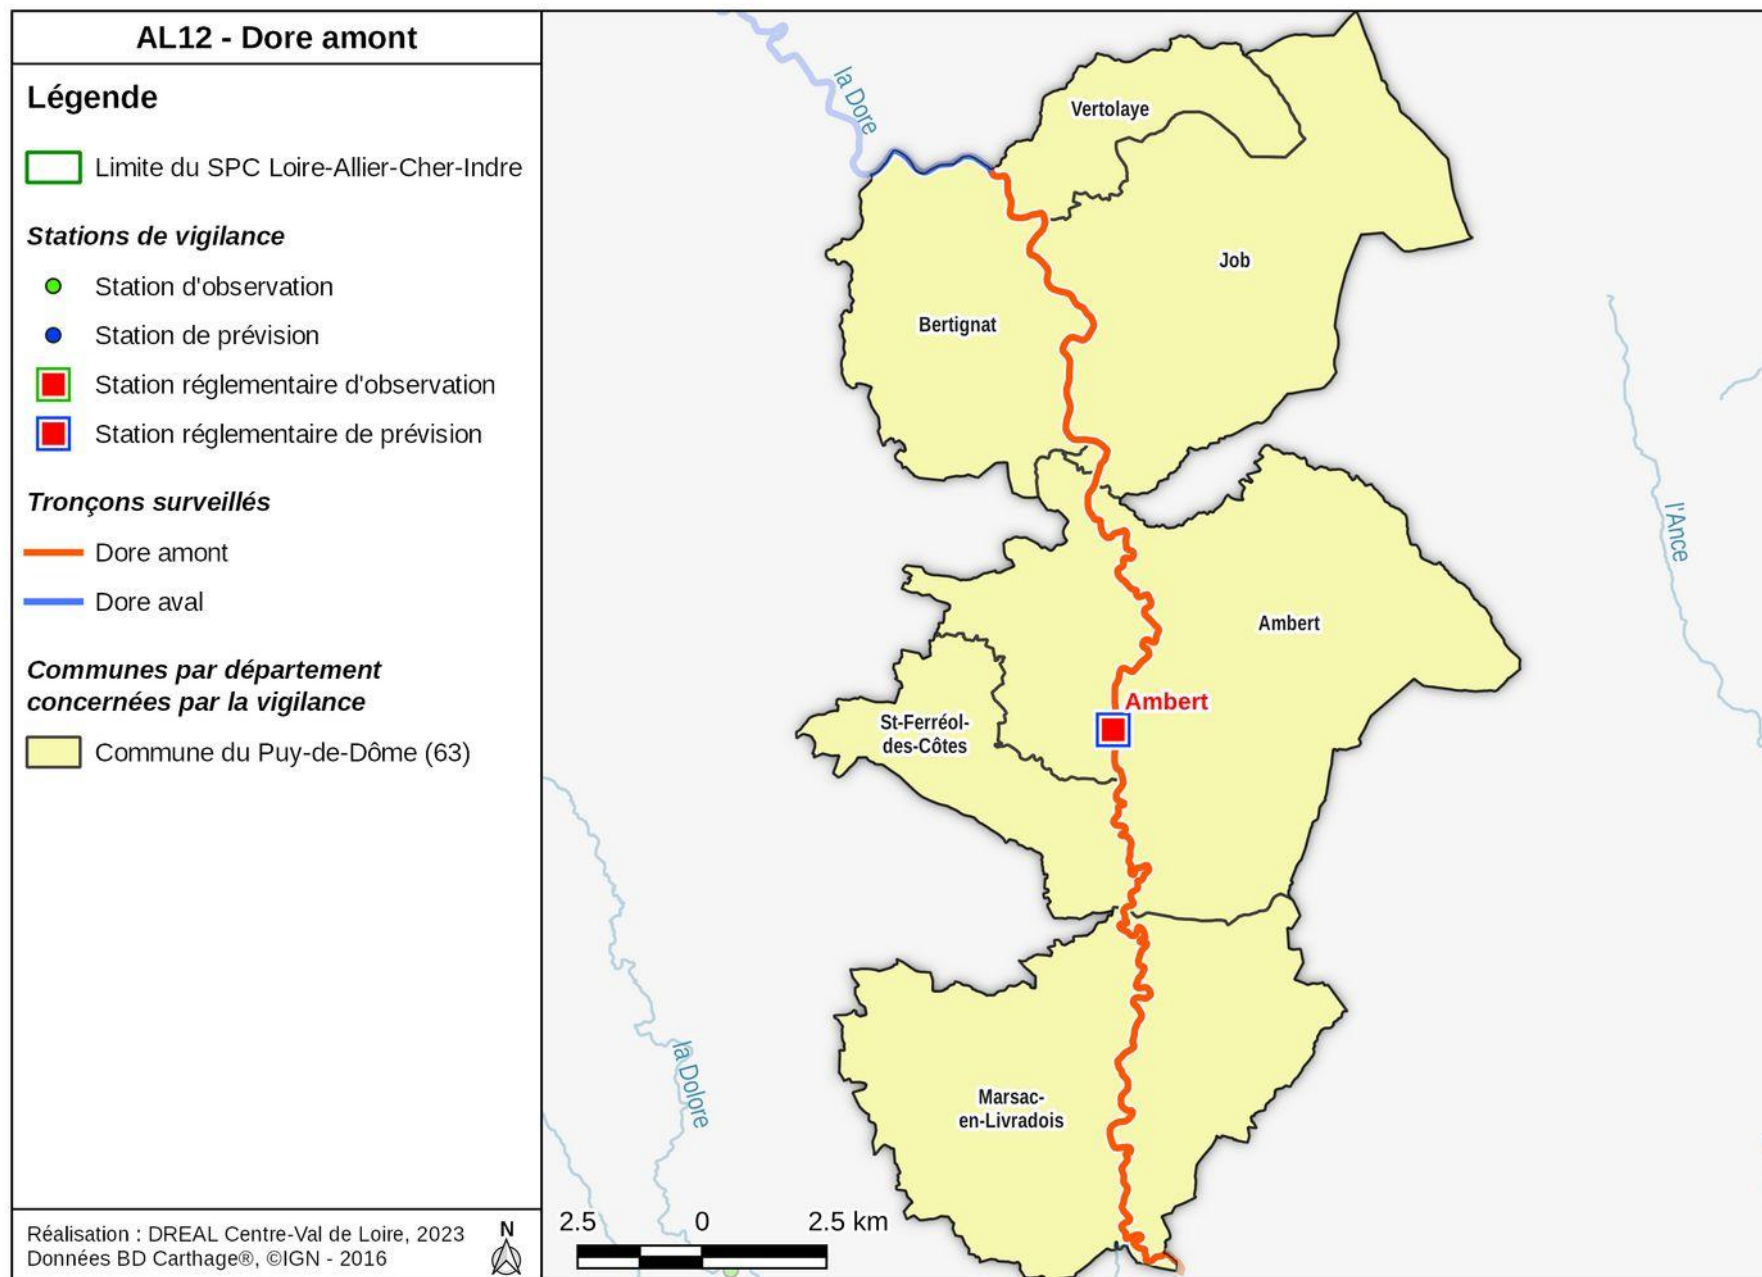 AL12 - Dore amont
Légende
Limite du SPC Loire-Allier-Cher-Indre
Stations de vigilance
Station d'observation
Station de prévision
Station réglementaire d'observation
Station réglementaire de prévision
Tronçons surveillés
Dore amont
Dore aval
Communes par département
concernées par la vigilance
Commune du Puy-de-Dôme (63)
Réalisation : DREAL Centre-Val de Loire, 2023
Données BD Carthage®, ©IGN - 2016
N
la Dore
Vertolaye
Job
Bertignat
l'Ance
Ambert
Ambert
St-Ferréol-
des-Côtes
la Dolore
Marsac-
en-Livradois
2.5 0 2.5 km